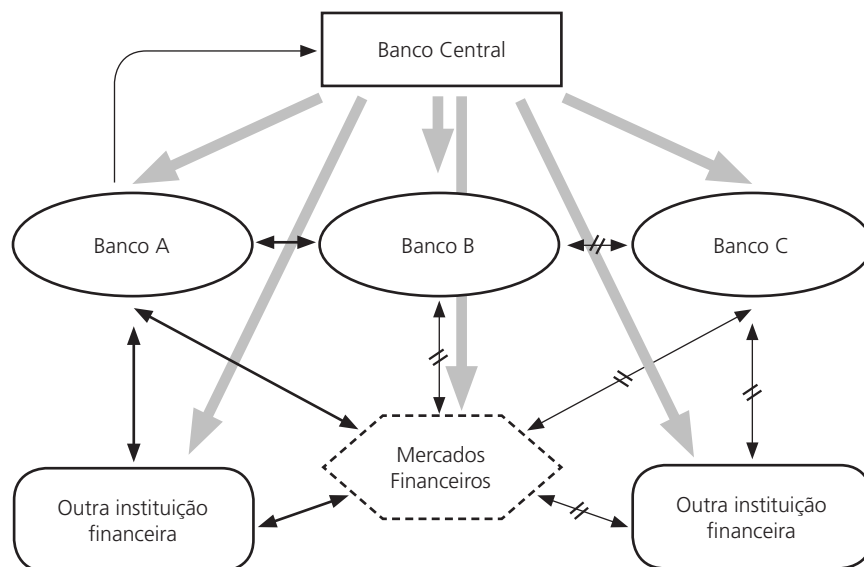 Banco Central
Banco A
Banco B
Banco C
Mercados
Financeiros
Outra instituição
financeira
Outra instituição
financeira